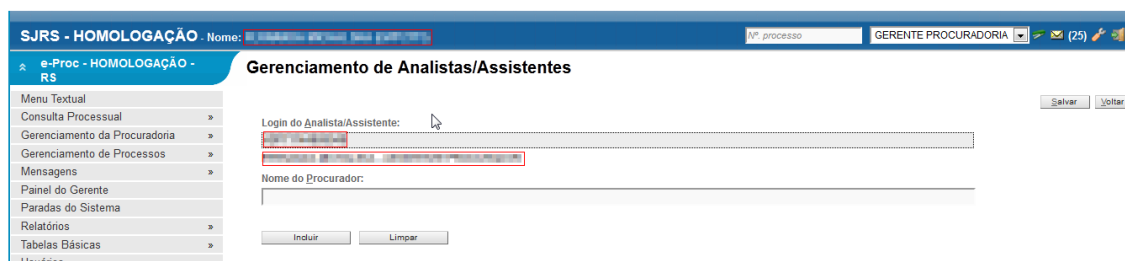 SJRS - HOMOLOGAÇÃO - Nome:
Nº. processo
GERENTE PROCURADORIA
(25)
e-Proc - HOMOLOGAÇÃO -
RS
Gerenciamento de Analistas/Assistentes
Menu Textual
Salvar
Voltar
Consulta Processual »
Login do Analista/Assistente:
Gerenciamento da Procuradoria »
Gerenciamento de Processos »
Mensagens »
Nome do Procurador:
Painel do Gerente
Paradas do Sistema
Relatórios »
Incluir
Limpar
Tabelas Básicas »
Usuários